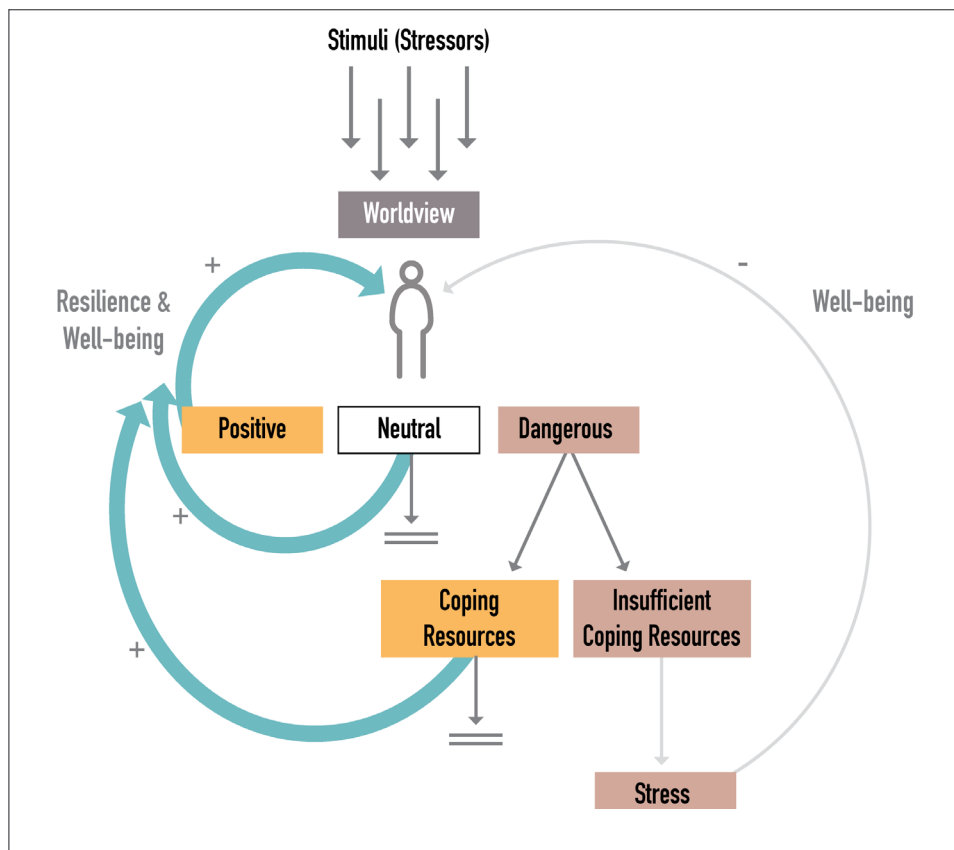 Stimuli (Stressors)
Worldview
+
-
Resilience &
Well-being
Well-being
Positive
Neutral
Dangerous
+
Coping
Resources
Insufficient
Coping Resources
+
Stress